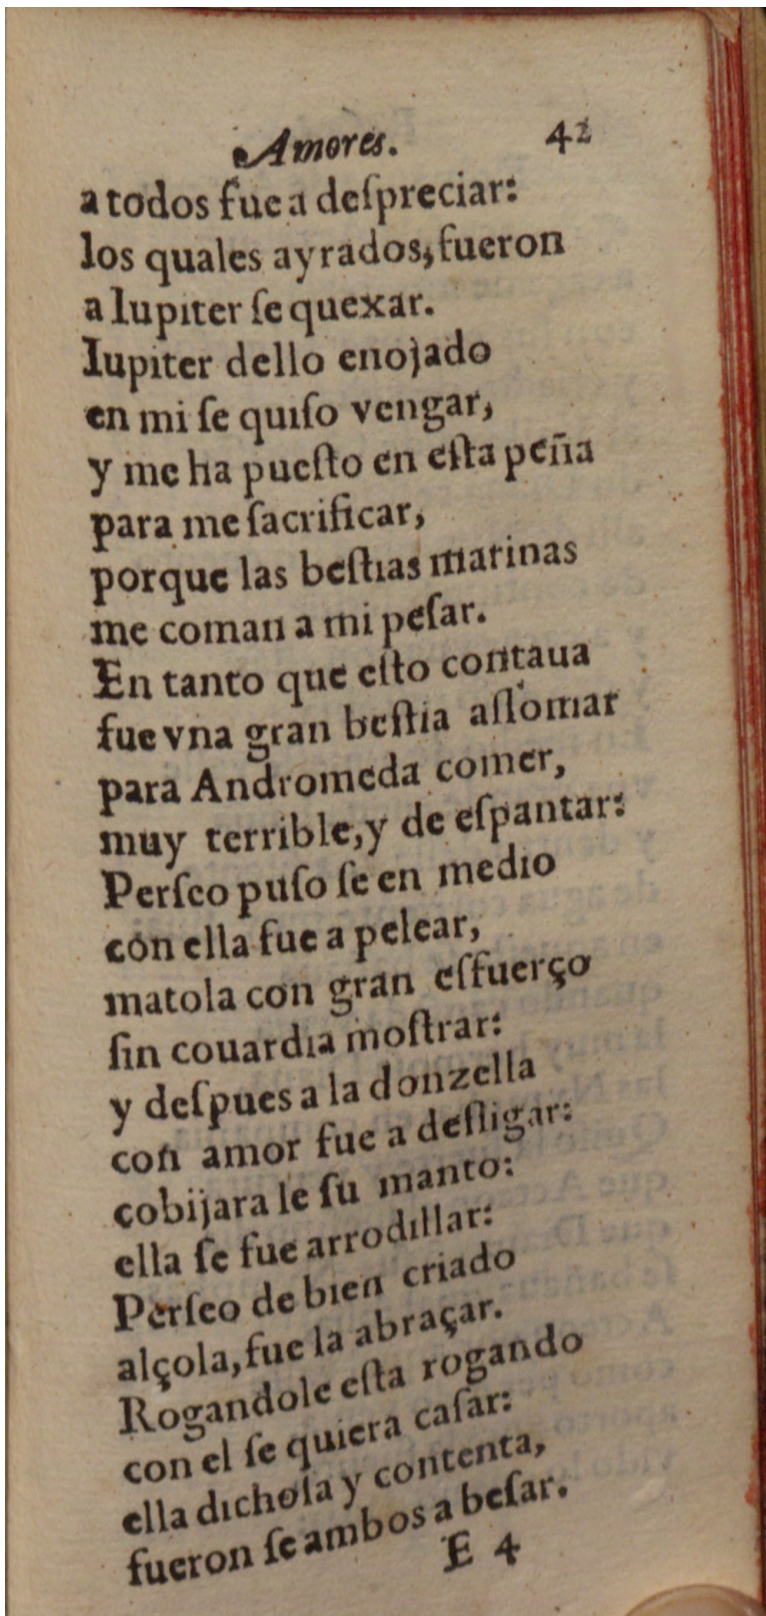 Amores. 42
a todos fue a deſpreciar:
los quales ayrados, fueron
a Iupiter ſe quexar.
Iupiter dello enojado
en mi ſe quiſo vengar,
y me ha pueſto en eſta peña
para me ſacrificar,
porque las beſtias marinas
me coman a mi peſar.
En tanto que eſto contaua
fue vna gran beſtia aſſomar
para Andromeda comer,
muy terrible, y de eſpantar:
Perſeo puſo ſe en medio
con ella fue a pelear,
matola con gran esfuerço
ſin couardia moſtrar:
y deſpues a la donzella
con amor fue a deſligar:
cobijara le ſu manto:
ella ſe fue arrodillar:
Perſeo de bien criado
alçola, fue la abraçar.
Rogandole eſta rogando
con el ſe quiera caſar:
ella dichoſa y contenta,
fueron ſe ambos a beſar.
E 4